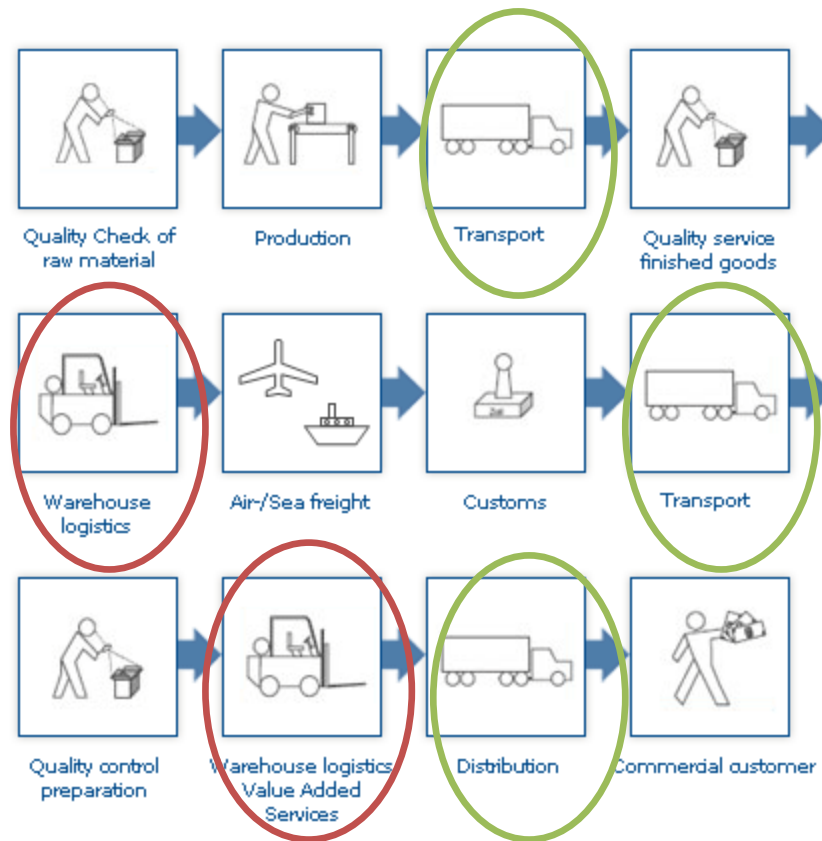 Quality Check of
raw material
Production
Transport
Quality service
finished goods
Warehouse
logistics
Air-/Sea freight
Customs
Transport
Quality control
preparation
Warehouse logistics
Value Added
Services
Distribution
Commercial customer